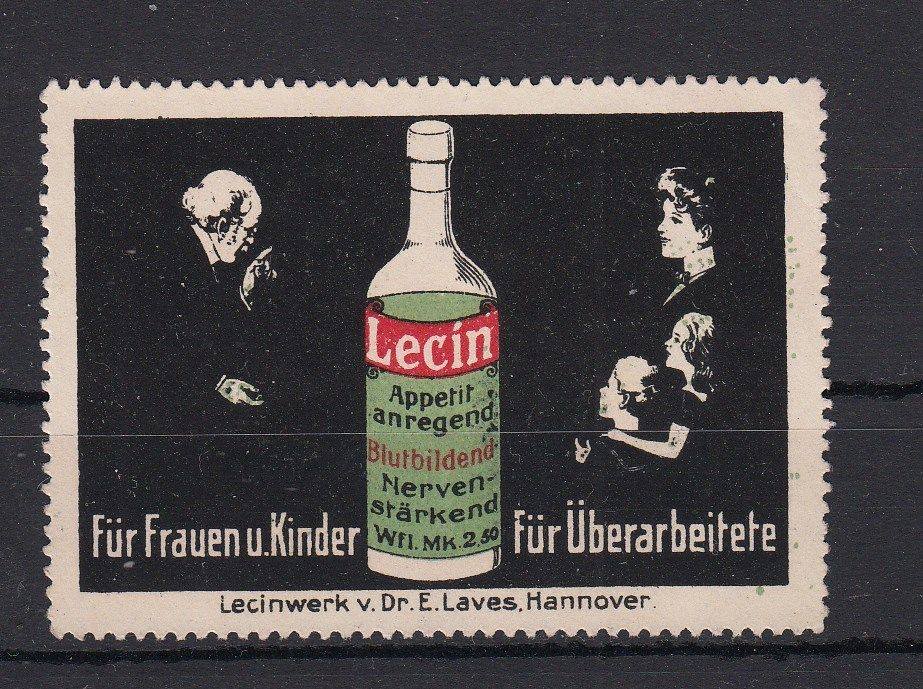 Lecin
Appetit
anregend
Blutbildend
Nerven-
stärkend
Wfl. Mk. 2.50
Für Frauen u. Kinder
Für Überarbeitete
Lecinwerk v. Dr. E. Laves, Hannover.